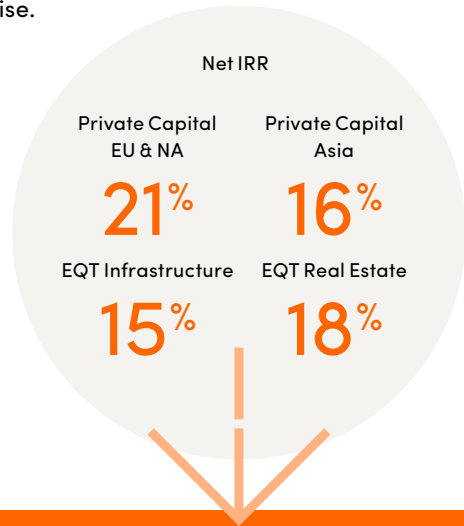 ise.
Net IRR
Private Capital
EU & NA
21%
Private Capital
Asia
16%
EQT Infrastructure
15%
EQT Real Estate
18%